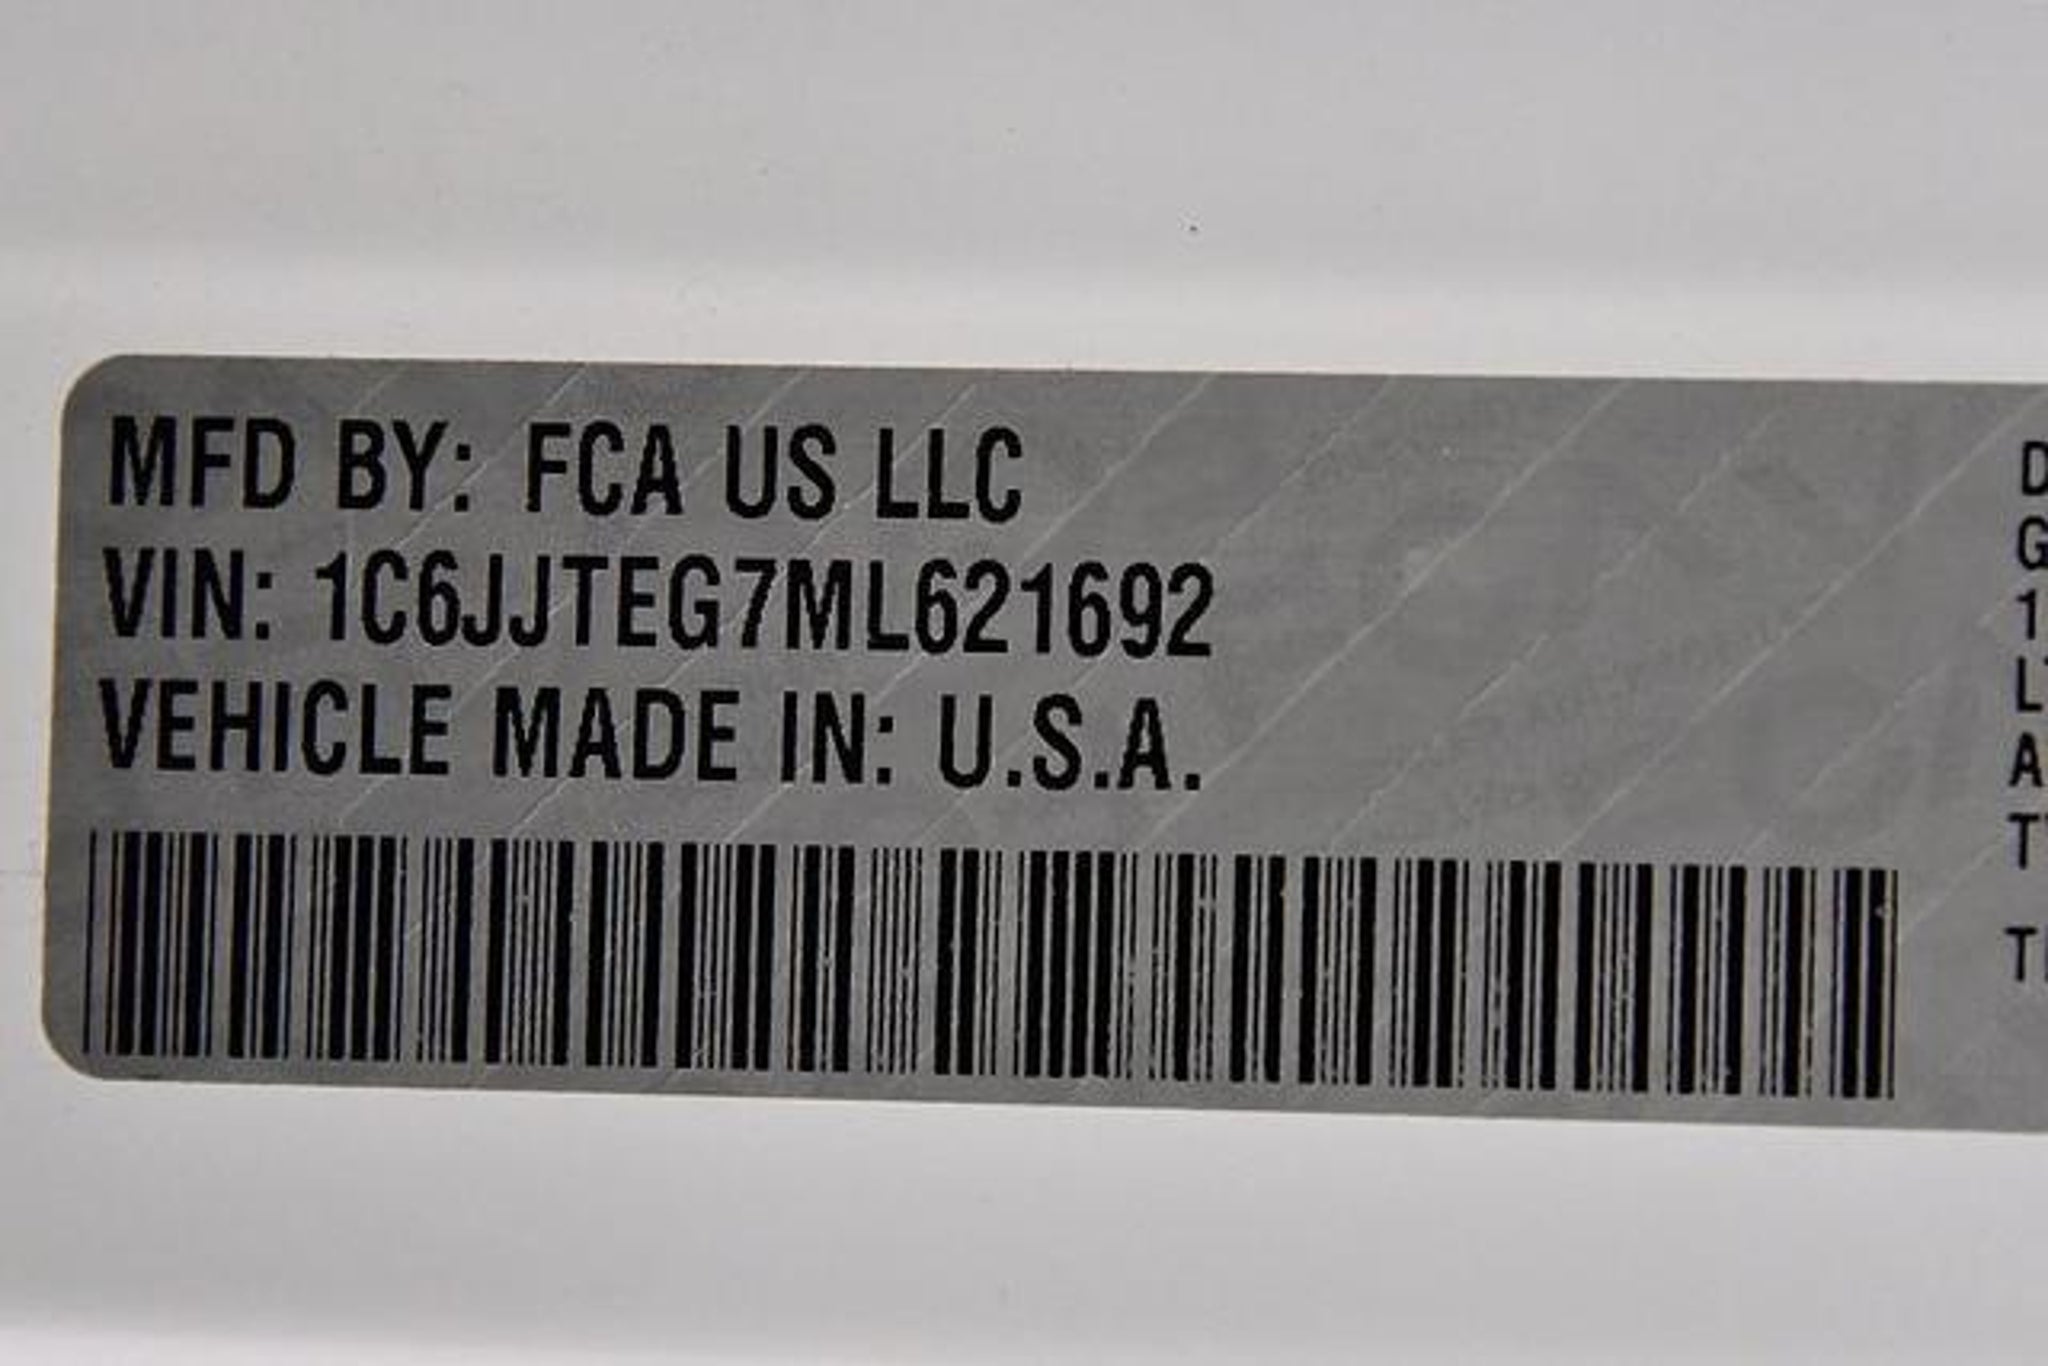 MFD BY: FCA US LLC
VIN: 1C6JJTEG7ML621692
VEHICLE MADE IN: U.S.A.